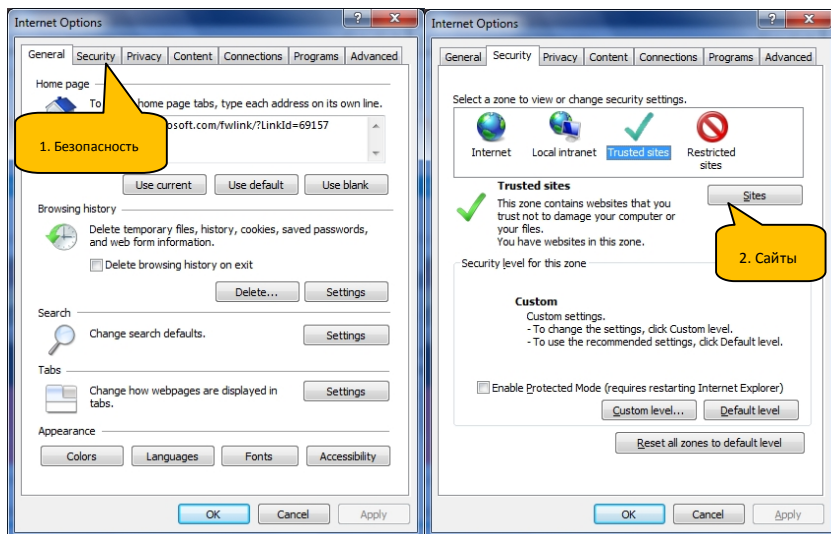 Internet Options
General Security Privacy Content Connections Programs Advanced
Home page
To home page tabs, type each address on its own line.
osoft.com/fwlink/?LinkId=69157
1. Безопасность
Use current Use default Use blank
Browsing history
Delete temporary files, history, cookies, saved passwords,
and web form information.
Delete browsing history on exit
Delete... Settings
Search
Change search defaults. Settings
Tabs
Change how webpages are displayed in
tabs.
Settings
Appearance
Colors Languages Fonts Accessibility
OK Cancel Apply
Internet Options
General Security Privacy Content Connections Programs Advanced
Select a zone to view or change security settings.
Internet Local intranet Trusted sites Restricted
sites
Trusted sites
Sites
This zone contains websites that you
trust not to damage your computer or
your files.
You have websites in this zone.
2. Сайты
Security level for this zone
Custom
Custom settings.
- To change the settings, click Custom level.
- To use the recommended settings, click Default level.
Enable Protected Mode (requires restarting Internet Explorer)
Custom level... Default level
Reset all zones to default level
OK Cancel Apply